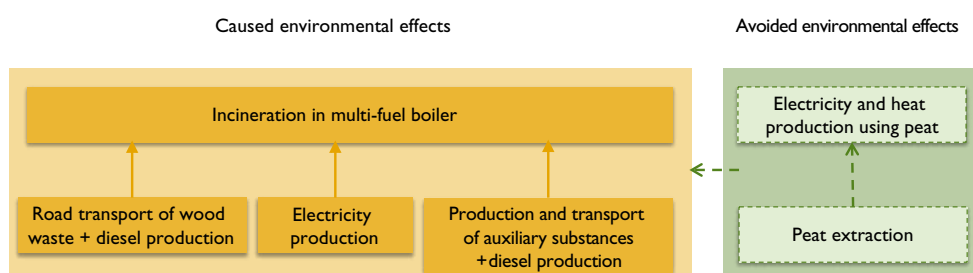 Caused environmental effects
Avoided environmental effects
Incineration in multi-fuel boiler
Electricity and heat
production using peat
Road transport of wood
waste + diesel production
Electricity
production
Production and transport
of auxiliary substances
+diesel production
Peat extraction